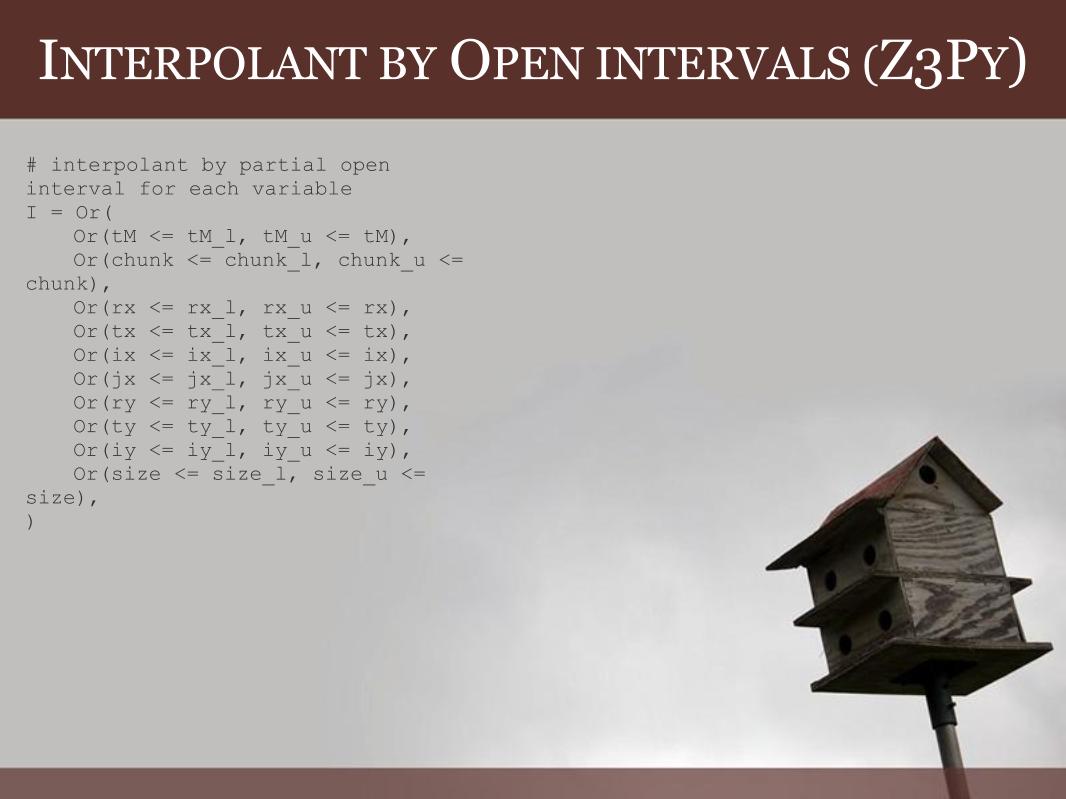 INTERPOLANT BY OPEN INTERVALS (Z3PY)
# interpolant by partial open
interval for each variable
I = Or(
    Or(tM <= tM_l, tM_u <= tM),
    Or(chunk <= chunk_l, chunk_u <=
chunk),
    Or(rx <= rx_l, rx_u <= rx),
    Or(tx <= tx_l, tx_u <= tx),
    Or(ix <= ix_l, ix_u <= ix),
    Or(jx <= jx_l, jx_u <= jx),
    Or(ry <= ry_l, ry_u <= ry),
    Or(ty <= ty_l, ty_u <= ty),
    Or(iy <= iy_l, iy_u <= iy),
    Or(size <= size_l, size_u <=
size),
)